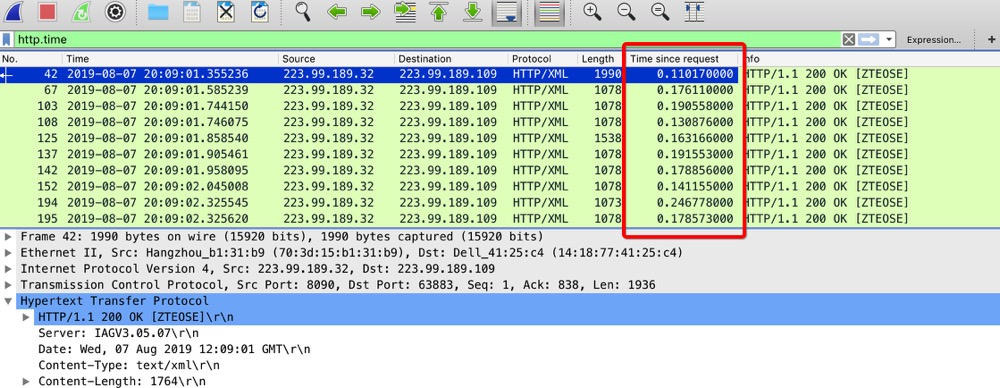 http.time
Expression...
+
No. Time Source Destination Protocol Length Time since request nfo
42 2019-08-07 20:09:01.355236 223.99.189.32 223.99.189.109 HTTP/XML 1990 0.110170000 HTTP/1.1 200 OK [ZTEOSE]
67 2019-08-07 20:09:01.585239 223.99.189.32 223.99.189.109 HTTP/XML 1078 0.176110000 HTTP/1.1 200 OK [ZTEOSE]
103 2019-08-07 20:09:01.744150 223.99.189.32 223.99.189.109 HTTP/XML 1078 0.190558000 HTTP/1.1 200 OK [ZTEOSE]
108 2019-08-07 20:09:01.746075 223.99.189.32 223.99.189.109 HTTP/XML 1078 0.130876000 HTTP/1.1 200 OK [ZTEOSE]
125 2019-08-07 20:09:01.858540 223.99.189.32 223.99.189.109 HTTP/XML 1538 0.163166000 HTTP/1.1 200 OK [ZTEOSE]
137 2019-08-07 20:09:01.905461 223.99.189.32 223.99.189.109 HTTP/XML 1078 0.191553000 HTTP/1.1 200 OK [ZTEOSE]
142 2019-08-07 20:09:01.958095 223.99.189.32 223.99.189.109 HTTP/XML 1078 0.178856000 HTTP/1.1 200 OK [ZTEOSE]
152 2019-08-07 20:09:02.045008 223.99.189.32 223.99.189.109 HTTP/XML 1078 0.141155000 HTTP/1.1 200 OK [ZTEOSE]
194 2019-08-07 20:09:02.325545 223.99.189.32 223.99.189.109 HTTP/XML 1073 0.246778000 HTTP/1.1 200 OK [ZTEOSE]
195 2019-08-07 20:09:02.325620 223.99.189.32 223.99.189.109 HTTP/XML 1078 0.178573000 HTTP/1.1 200 OK [ZTEOSE]
Frame 42: 1990 bytes on wire (15920 bits), 1990 bytes captured (15920 bits)
Ethernet II, Src: Hangzhou_b1:31:b9 (70:3d:15:b1:31:b9), Dst: Dell_41:25:c4 (14:18:77:41:25:c4)
Internet Protocol Version 4, Src: 223.99.189.32, Dst: 223.99.189.109
Transmission Control Protocol, Src Port: 8090, Dst Port: 63883, Seq: 1, Ack: 838, Len: 1936
Hypertext Transfer Protocol
HTTP/1.1 200 OK [ZTEOSE]\r\n
Server: IAGV3.05.07\r\n
Date: Wed, 07 Aug 2019 12:09:01 GMT\r\n
Content-Type: text/xml\r\n
Content-Length: 1764\r\n